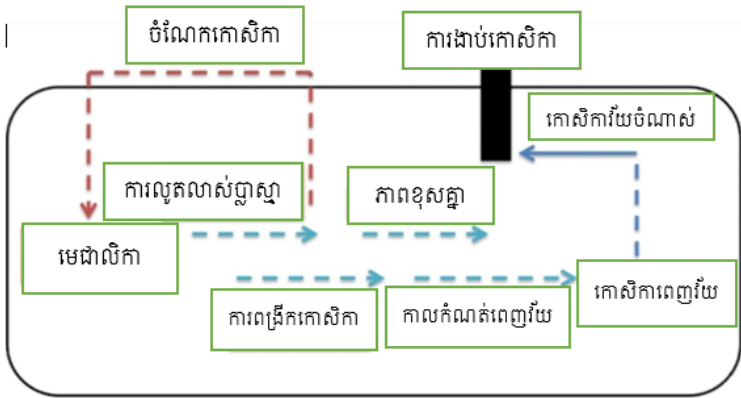 ចំណែកកោសិកា
ការងាប់កោសិកា
កោសិកាវ័យចំណាស់
ការលូតលាស់ប្លាស្មា
ភាពខុសគ្នា
មេជាលិកា
កោសិកាពេញវ័យ
ការពង្រីកកោសិកា
កាលកំណត់ពេញវ័យ